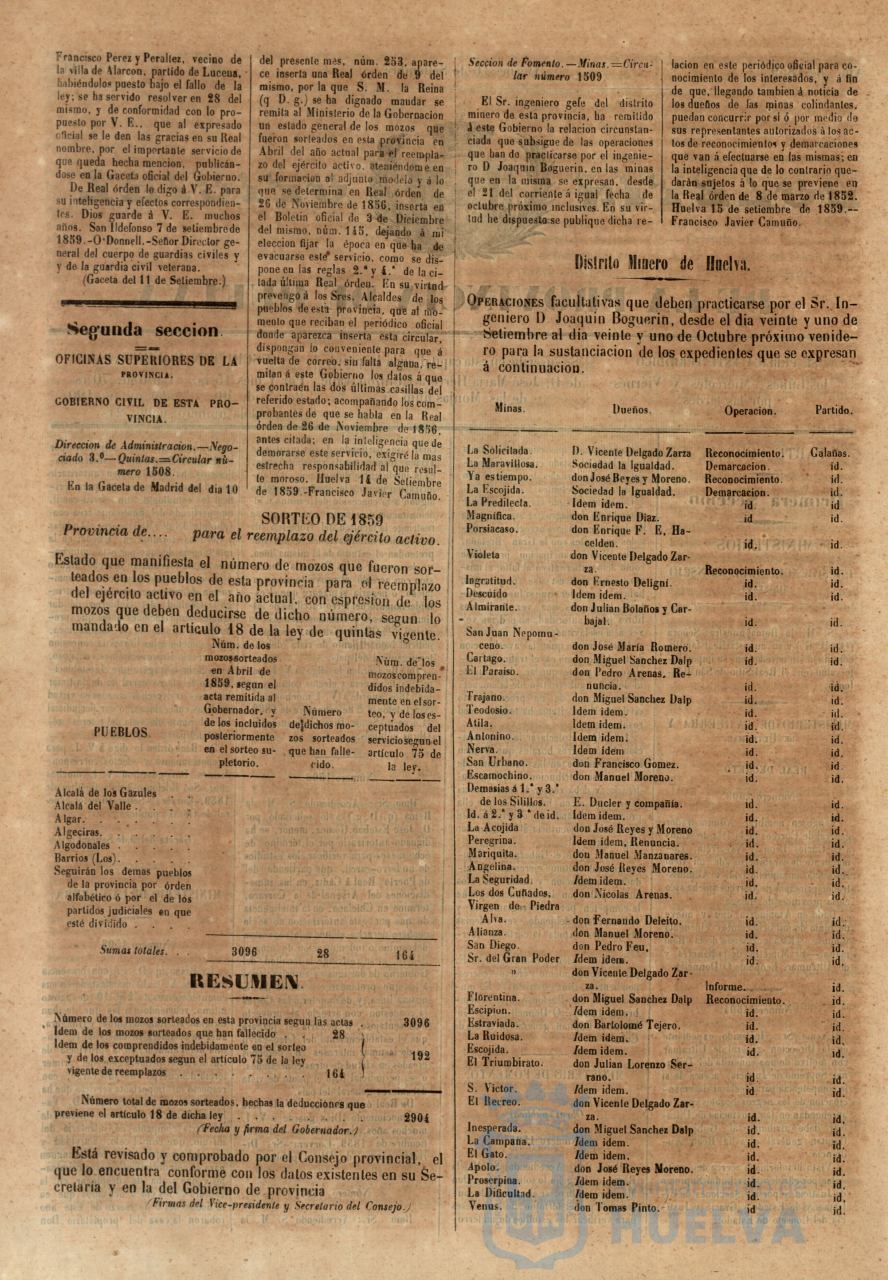 Francisco Perez y Peraltez, vecino de
la villa de Alarcon, partido de Lucena,
habiéndolos puesto bajo el fallo de la
ley; se ha servido resolver en 28 del
mismo, y de conformidad con lo pro-
puesto por V. E., que al expresado
oficial se le den las gracias en su Real
nombre, por el importante servicio de
que queda hecha mencion, publicán-
dose en la Gaceta oficial del Gobierno.
De Real órden le digo á V. E. para
su inteligencia y efectos correspondien-
tes. Dios guarde á V. E. muchos
años. San Ildefonso 7 de setiembre de
1859.-O'Donnell.-Señor Director ge-
neral del cuerpo de guardias civiles y
y de la guardia civil veterana.
(Gaceta del 11 de Setiembre.)
Segunda seccion.
OFICINAS SUPERIORES DE LA
PROVINCIA.
GOBIERNO CIVIL DE ESTA PRO-
VINCIA.
Direccion de Administracion.—Nego-
ciado 3.º—Quintas.=Circular nú-
mero 1508.
En la Gaceta de Madrid del dia 10
del presente mes, núm. 253, apare-
ce inserta una Real órden de 9 del
mismo, por la que S. M. la Reina
(q D. g.) se ha dignado maudar se
remita al Ministerio de la Gobernacion
un estado general de los mozos que
fueron sorteados en esta provincia en
Abril del año actual para el reempla-
zo del ejército activo, ateniéndome en
su formacion al adjunto modelo y á lo
que se determina en Real órden de
26 de Noviembre de 1856, inserta en
el Boletin oficial de 3 de Diciembre
del mismo, núm. 145, dejando á mi
eleccion fijar la época en que ha de
evacuarse este servicio, como se dis-
pone en las reglas 2.ª y 4.ª de la ci-
tada última Real órden. En su virtud
prevengo á los Sres. Alcaldes de los
pueblos de esta provincia, que al mo-
mento que reciban el periódico oficial
donde aparezca inserta esta circular,
dispongan lo conveniente para que á
vuelta de correo, sin falta alguna, re-
mitan á este Gobierno los datos á que
se contraén las dos últimas casillas del
referido estado; acompañando los com-
probantes de que se habla en la Real
órden de 26 de Noviembre de 1856,
antes citada; en la inteligencia que de
demorarse este servicio, exigiré la mas
estrecha responsabilidad al que resul-
te moroso. Huelva 14 de Setiembre
de 1859.-Francisco Javier Camuño.
SORTEO DE 1859
Provincia de.... para el reemplazo del ejército activo.
Estado que manifiesta el número de mozos que fueron sor-
teados en los pueblos de esta provincia para el reemplazo
del ejército activo en el año actual, con espresion de los
mozos que deben deducirse de dicho número, segun lo
mandado en el articulo 18 de la ley de quintas vigente.
PUEBLOS.
Núm. de los
mozos sorteados
en Abril de
1859, segun el
acta remitida al
Gobernador, y
de los incluidos
posteriormente
en el sorteo su-
pletorio.
Número
de dichos mo-
zos sorteados
que han falle-
cido.
Núm. de los
mozos compren-
didos indebida-
mente en el sor-
teo, y de los es-
ceptuados del
servicio segun el
artículo 75 de
la ley.
Alcalá de los Gazules . .
Alcalá del Valle . . . .
Algar. . . . . . .
Algeciras. . . . . .
Algodonales . . . . .
Barrios (Los). . . . .
Seguirán los demas pueblos
de la provincia por órden
alfabético ó por el de los
partidos judiciales en que
esté dividido . . . .
Sumas totales. . . 3096 28 164
RESUMEN.
Número de los mozos sorteados en esta provincia segun las actas . 3096
Idem de los mozos sorteados que han fallecido . . 28
Idem de los comprendidos indebidamente en el sorteo
y de los exceptuados segun el artículo 75 de la ley 192
vigente de reemplazos . . . . . . . 164
Número total de mozos sorteados, hechas la deducciones que
previene el artículo 18 de dicha ley . . . . . . . 2904
(Fecha y firma del Gobernador.)
Está revisado y comprobado por el Consejo provincial, el
que lo encuentra conforme con los datos existentes en su Se-
cretaría y en la del Gobierno de provincia
(Firmas del Vice-presidente y Secretario del Consejo.)
Seccion de Fomento.—Minas.=Circu-
lar número 1509
El Sr. ingeniero gefe del distrito
minero de esta provincia, ha remitido
á este Gobierno la relacion circunstan-
ciada que subsigue de las operaciones
que han de practicarse por el ingenie-
ro D Joaquin Boguerin, en las minas
que en la misma se expresan, desde
el 21 del corriente á igual fecha de
octubre próximo inclusives. En su vir-
tud he dispuesto se publique dicha re-
lacion en este periódico oficial para co-
nocimiento de los interesados, y á fin
de que, llegando tambien á noticia de
los dueños de las minas colindantes,
puedan concurrir por sí ó por medio de
sus representantes autorizados á los ac-
tos de reconocimientos y demarcaciones
que van á efectuarse en las mismas; en
la inteligencia que de lo contrario que-
darán sujetos á lo que se previene en
la Real órden de 8 de marzo de 1852.
Huelva 15 de setiembre de 1859.--
Francisco Javier Camuño.
Distrito Minero de Huelva.
OPERACIONES facultativas que deben practicarse por el Sr. In-
geniero D Joaquin Boguerin, desde el dia veinte y uno de
Setiembre al dia veinte y uno de Octubre próximo venide-
ro para la sustanciacion de los expedientes que se expresan
á continuacion.
Minas. Dueños. Operacion. Partido.
La Solicitada. D. Vicente Delgado Zarza Reconocimiento. Galañas.
La Maravillosa. Sociedad la Igualdad. Demarcacion. id.
Ya es tiempo. don José Reyes y Moreno. Reconocimiento. id.
La Escojida. Sociedad la Igualdad. Demarcacion. id.
La Predilecta. Idem idem. id id.
Magnífica. don Enrique Diaz. id. id.
Porsiacaso. don Enrique F. E. Ha-
celden. id. id.
Violeta don Vicente Delgado Zar-
za. Reconocimiento. id.
Ingratitud. don Ernesto Deligni. id. id.
Descuido Idem idem. id. id.
Almirante. don Julian Bolaños y Car-
bajal. id. id.
San Juan Nepomu-
ceno. don José María Romero. id. id.
Cartago. don Miguel Sanchez Dalp id. id.
El Paraiso. don Pedro Arenas, Re-
nuncia. id. id.
Trajano. don Miguel Sanchez Dalp id. id.
Teodosio. Idem idem. id. id.
Atila. Idem idem. id. id.
Antonino. Idem idem. id. id.
Nerva. Idem idem id. id.
San Urbano. don Francisco Gomez. id. id.
Escamochino. don Manuel Moreno. id. id.
Demasías á 1.ª y 3.ª
de los Silillos. E. Ducler y compañía. id. id.
Id. á 2.ª y 3 ª de id. Idem idem. id. id.
La Acojida don José Reyes y Moreno id. id.
Peregrina. Idem idem, Renuncia. id. id.
Mariquita. don Manuel Manzanares. id. id.
Angelina. don José Reyes Moreno. id. id.
La Seguridad. Idem idem. id. id.
Los dos Cuñados. don Nicolas Arenas. id. id.
Virgen de Piedra
Alva. don Fernando Deleito. id. id.
Alianza. don Manuel Moreno. id. id.
San Diego. don Pedro Feu. id. id.
Sr. del Gran Poder Idem idem. id. id.
" don Vicente Delgado Zar-
za. Informe. id.
Florentina. don Miguel Sanchez Dalp Reconocimiento. id.
Escipion. Idem idem. id. id.
Estraviada. don Bartolomé Tejero. id. id.
La Ruidosa. Idem idem. id. id.
Escojida. Idem idem. id. id.
El Triumbirato. don Julian Lorenzo Ser-
rano. id id.
S. Victor. Idem idem. id id.
El Recreo. don Vicente Delgado Zar-
za. id. id.
Inesperada. don Miguel Sanchez Dalp id. id.
La Campana. Idem idem. id. id.
El Gato. Idem idem. id. id.
Apolo. don José Reyes Moreno. id. id.
Proserpina. Idem idem. id. id.
La Dificultad. Idem idem. id. id.
Venus. don Tomas Pinto. id id.
HUELVA